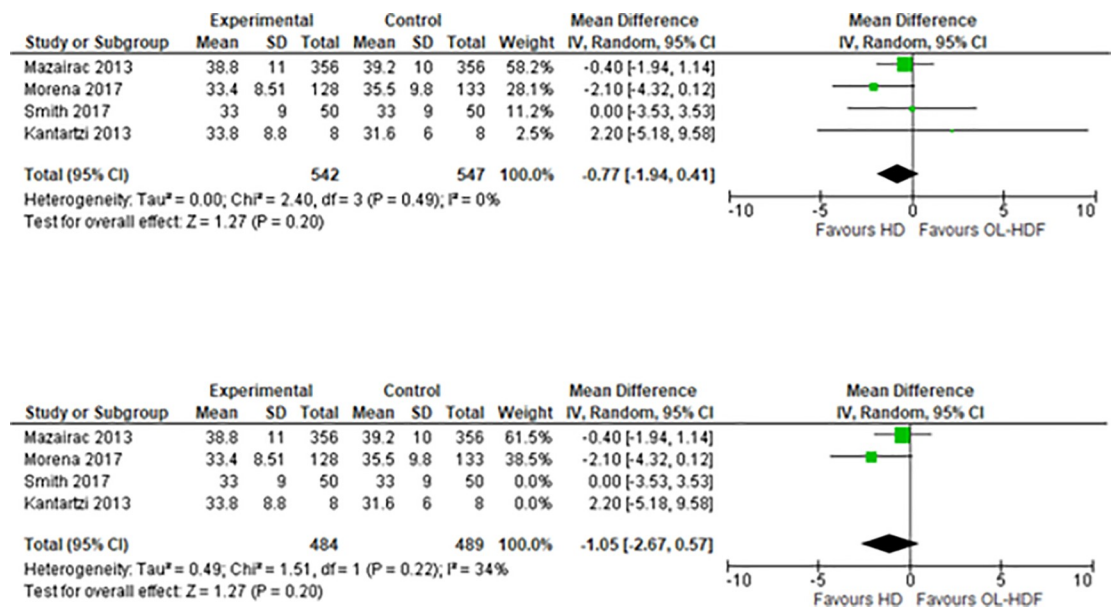 Experimental Control Mean Difference Mean Difference
Study or Subgroup Mean SD Total Mean SD Total Weight IV, Random, 95% CI IV, Random, 95% CI
Mazairac 2013 38.8 11 356 39.2 10 356 58.2% -0.40 [-1.94, 1.14]
Morena 2017 33.4 8.51 128 35.5 9.8 133 28.1% -2.10 [-4.32, 0.12]
Smith 2017 33 9 50 33 9 50 11.2% 0.00 [-3.53, 3.53]
Kantartzi 2013 33.8 8.8 8 31.6 6 8 2.5% 2.20 [-5.18, 9.58]
Total (95% CI) 542 547 100.0% -0.77 [-1.94, 0.41]
Heterogeneity: Tau² = 0.00; Chi² = 2.40, df = 3 (P = 0.49); I² = 0%
Test for overall effect: Z = 1.27 (P = 0.20)
-10 -5 0 5 10
Favours HD Favours OL-HDF
Experimental Control Mean Difference Mean Difference
Study or Subgroup Mean SD Total Mean SD Total Weight IV, Random, 95% CI IV, Random, 95% CI
Mazairac 2013 38.8 11 356 39.2 10 356 61.5% -0.40 [-1.94, 1.14]
Morena 2017 33.4 8.51 128 35.5 9.8 133 38.5% -2.10 [-4.32, 0.12]
Smith 2017 33 9 50 33 9 50 0.0% 0.00 [-3.53, 3.53]
Kantartzi 2013 33.8 8.8 8 31.6 6 8 0.0% 2.20 [-5.18, 9.58]
Total (95% CI) 484 489 100.0% -1.05 [-2.67, 0.57]
Heterogeneity: Tau² = 0.49; Chi² = 1.51, df = 1 (P = 0.22); I² = 34%
Test for overall effect: Z = 1.27 (P = 0.20)
-10 -5 0 5 10
Favours HD Favours OL-HDF